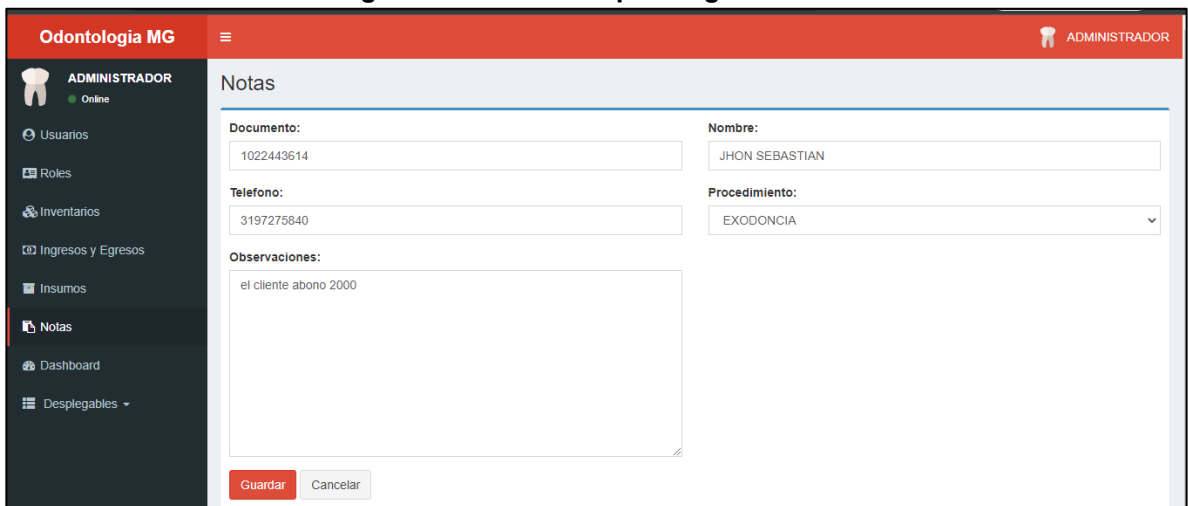 Odontologia MG
ADMINISTRADOR
ADMINISTRADOR
Online
Usuarios
Roles
Inventarios
Ingresos y Egresos
Insumos
Notas
Dashboard
Desplegables
Notas
Documento:
1022443614
Nombre:
JHON SEBASTIAN
Telefono:
3197275840
Procedimiento:
EXODONCIA
Observaciones:
el cliente abono 2000
Guardar
Cancelar